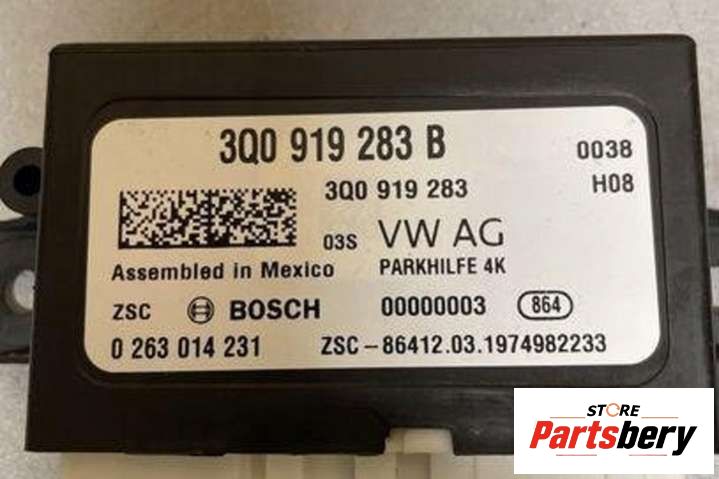 3Q0 919 283 B
0038
3Q0 919 283
H08
03S VW AG
Assembled in Mexico PARKHILFE 4K
ZSC BOSCH 00000003 864
0 263 014 231 ZSC-86412.03.1974982233
STORE
Partsbery